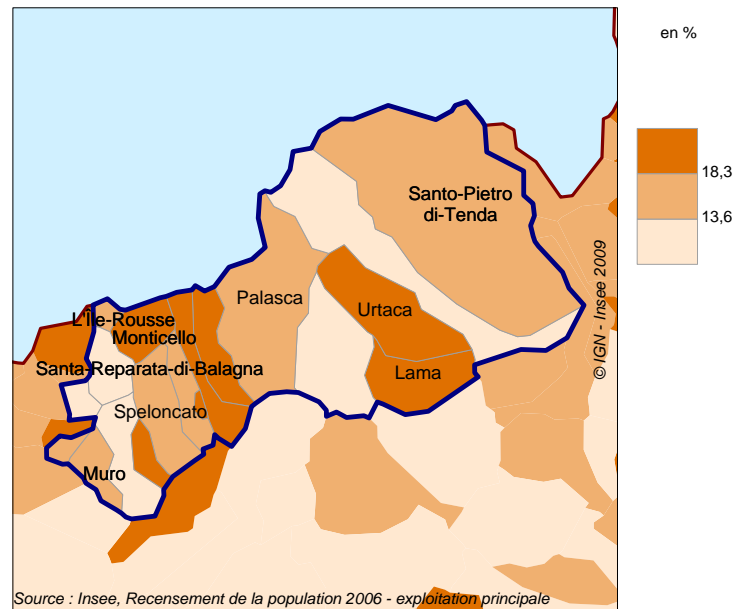 en %
18,3
13,6
Santo-Pietro
di-Tenda
Palasca
Urtaca
L'Île-Rousse
Monticello
Santa-Reparata-di-Balagna
Lama
Speloncato
Muro
© IGN - Insee 2009
Source : Insee, Recensement de la population 2006 - exploitation principale